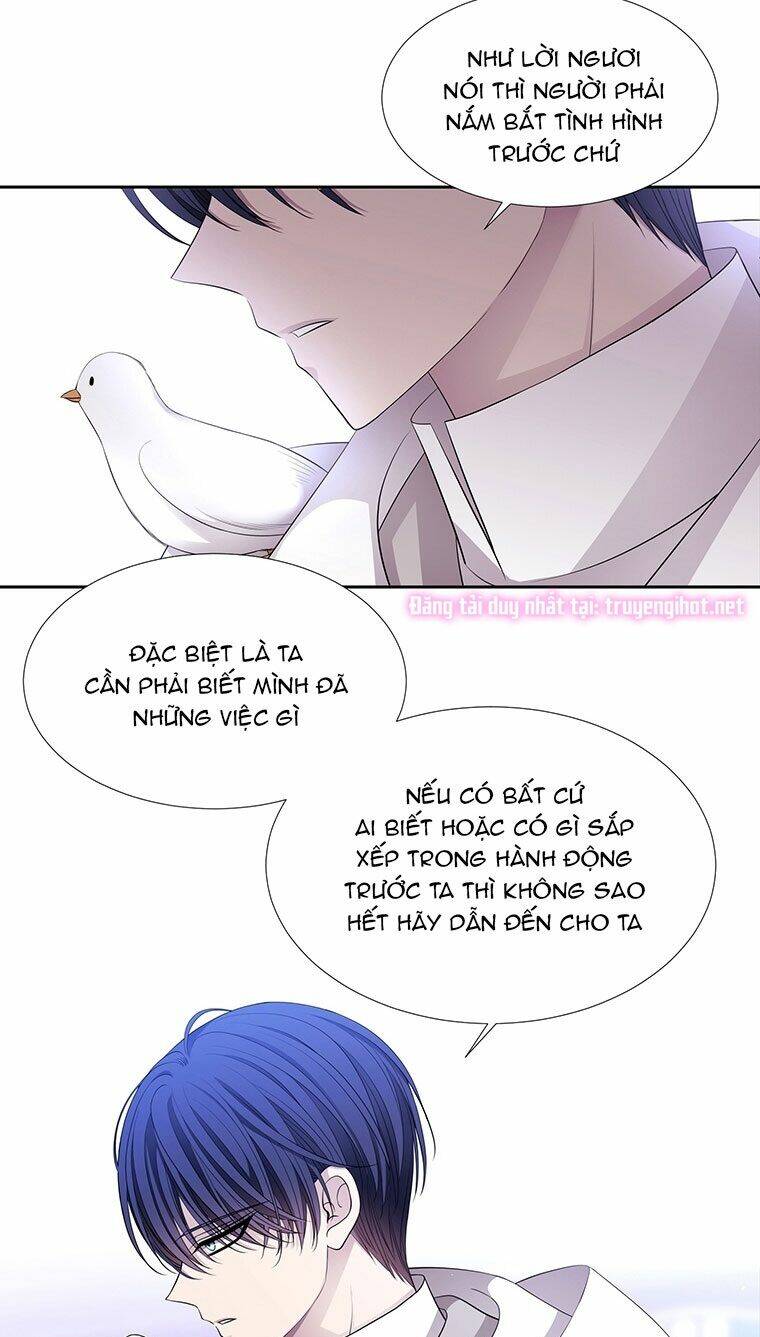 NHƯ LỜI NGƯƠI
NÓI THÌ NGƯỜI PHẢI
NẮM BẮT TÌNH HÌNH
TRƯỚC CHỨ
Đăng tải duy nhất tại: truyengihot.net
ĐẶC BIỆT LÀ TA
CẦN PHẢI BIẾT MÌNH ĐÃ
NHỮNG VIỆC GÌ
NẾU CÓ BẤT CỨ
AI BIẾT HOẶC CÓ GÌ SẮP
XẾP TRONG HÀNH ĐỘNG
TRƯỚC TA THÌ KHÔNG SAO
HẾT HÃY DẪN ĐẾN CHO TA